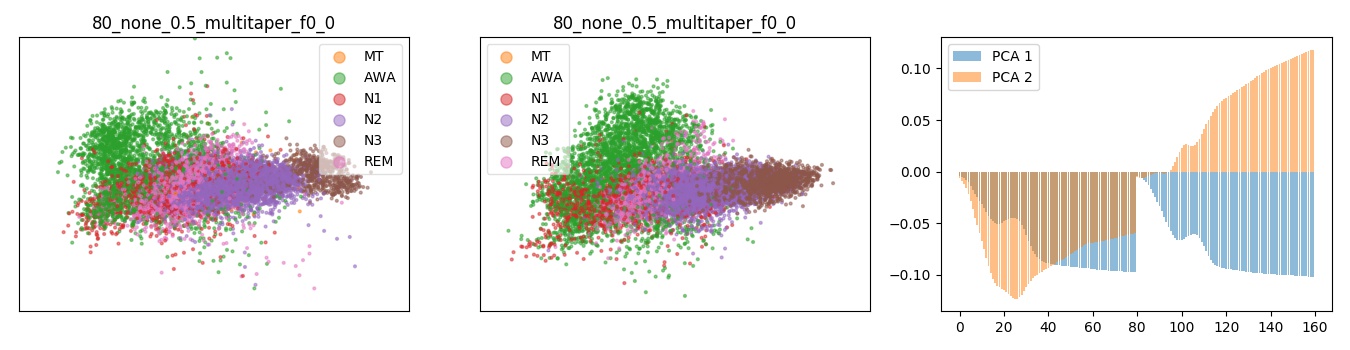 80_none_0.5_multitaper_f0_0
MT
AWA
N1
N2
N3
REM
80_none_0.5_multitaper_f0_0
MT
AWA
N1
N2
N3
REM
PCA 1
PCA 2
0.10
0.05
0.00
−0.05
−0.10
0 20 40 60 80 100 120 140 160